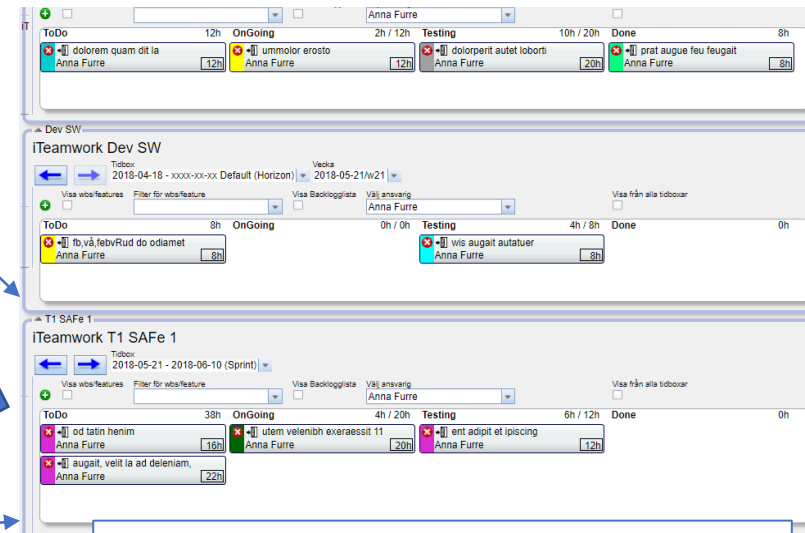 iT
Anna Furre
ToDo 12h OnGoing 2h / 12h Testing 10h / 20h Done 8h
dolorem quam dit la ummolor erosto dolorperit autet loborti prat augue feu feugait
Anna Furre 12h Anna Furre 12h Anna Furre 20h Anna Furre 8h
Dev SW
iTeamwork Dev SW
Tidbox Vecka
2018-04-18 - xxxx-xx-xx Default (Horizon) 2018-05-21/w21
Visa wbs/features Filter för wbs/feature Visa Backlogglista Välj ansvarig Visa från alla tidboxar
Anna Furre
ToDo 8h OnGoing 0h / 0h Testing 4h / 8h Done 0h
fb,vå,febvRud do odiamet wis augait autatuer
Anna Furre 8h Anna Furre 8h
T1 SAFe 1
iTeamwork T1 SAFe 1
Tidbox
2018-05-21 - 2018-06-10 (Sprint)
Visa wbs/features Filter för wbs/feature Visa Backlogglista Välj ansvarig Visa från alla tidboxar
Anna Furre
ToDo 38h OnGoing 4h / 20h Testing 6h / 12h Done 0h
od tatin henim utem velenibh exeraessit 11 ent adipit et ipiscing
Anna Furre 16h Anna Furre 20h Anna Furre 12h
augait, velit la ad deleniam,
Anna Furre 22h